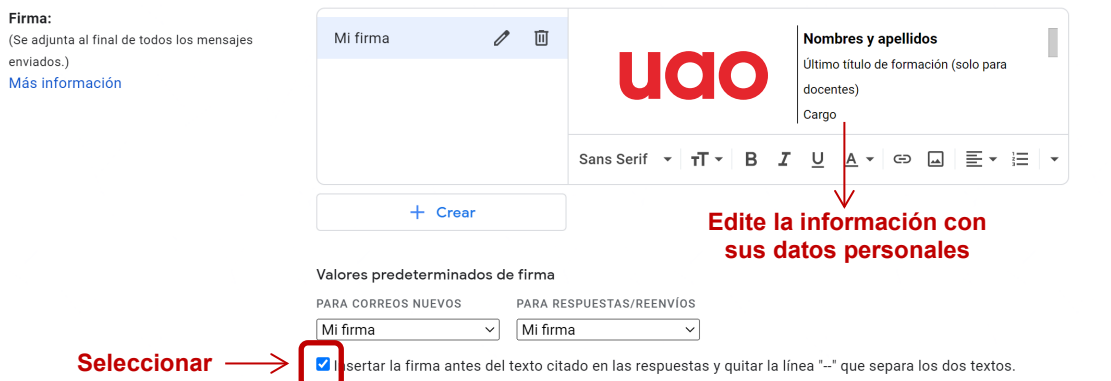 Firma:
(Se adjunta al final de todos los mensajes
enviados.)
Más información
Mi firma
uao
Nombres y apellidos
Último título de formación (solo para
docentes)
Cargo
Sans Serif
+ Crear
Edite la información con
sus datos personales
Valores predeterminados de firma
PARA CORREOS NUEVOS
PARA RESPUESTAS/REENVÍOS
Mi firma
Mi firma
Seleccionar
Insertar la firma antes del texto citado en las respuestas y quitar la línea "--" que separa los dos textos.